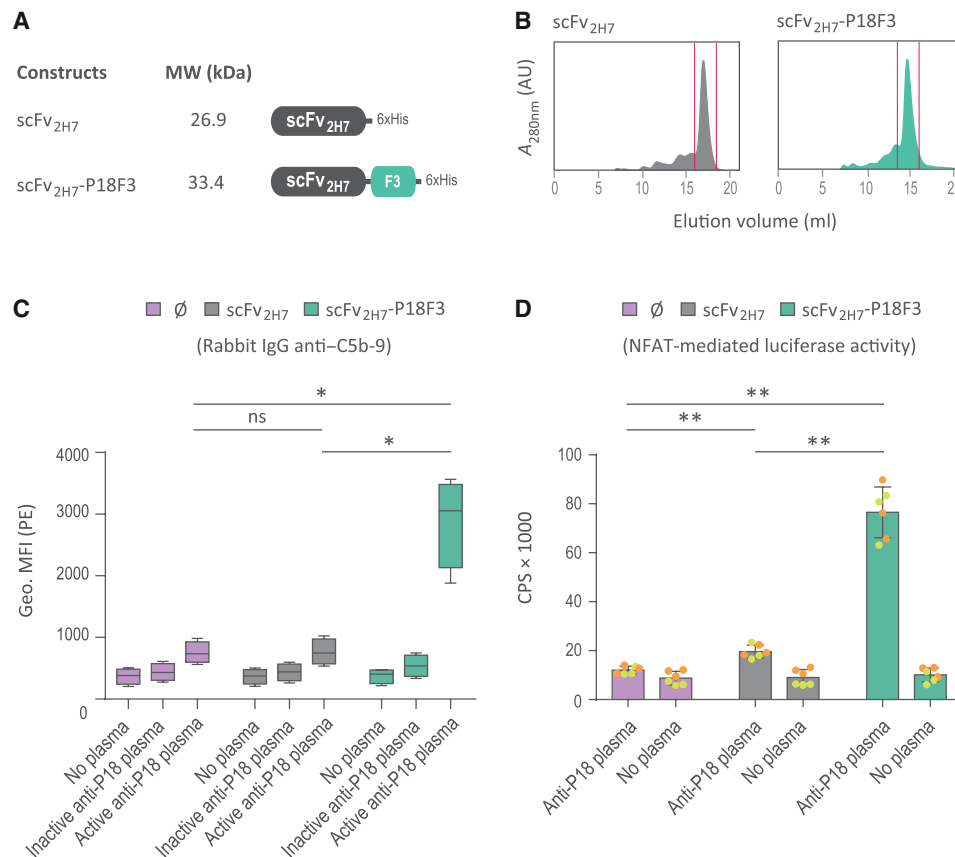 A
Constructs MW (kDa)
scFv2H7 26.9 scFv2H7 6xHis
scFv2H7-P18F3 33.4 scFv2H7 F3 6xHis
B
scFv2H7 scFv2H7-P18F3
A280nm (AU)
0 5 10 15 20 0 5 10 15 20
Elution volume (ml)
C
Ø scFv2H7 scFv2H7-P18F3
(Rabbit IgG anti–C5b-9)
*
ns
*
Geo. MFI (PE)
4000
3000
2000
1000
0
No plasma
Inactive anti-P18 plasma
Active anti-P18 plasma
No plasma
Inactive anti-P18 plasma
Active anti-P18 plasma
No plasma
Inactive anti-P18 plasma
Active anti-P18 plasma
D
Ø scFv2H7 scFv2H7-P18F3
(NFAT-mediated luciferase activity)
**
**
**
CPS × 1000
100
80
60
40
20
0
Anti-P18 plasma
No plasma
Anti-P18 plasma
No plasma
Anti-P18 plasma
No plasma